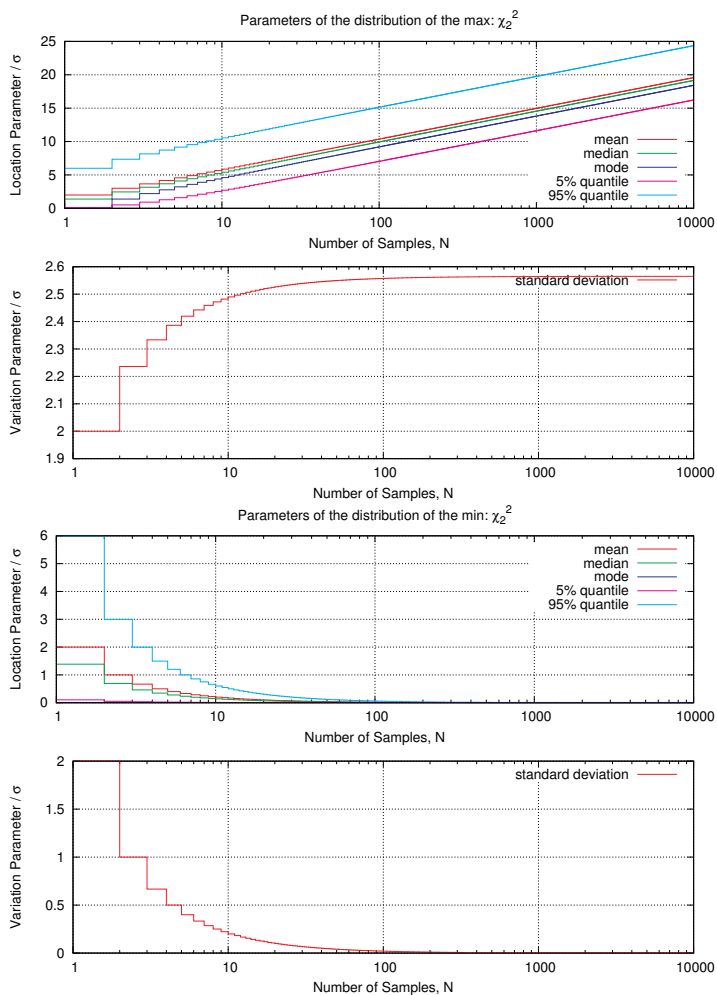 Parameters of the distribution of the max: χ₂²
Location Parameter / σ
25
20
15
10
5
0
mean
median
mode
5% quantile
95% quantile
1 10 100 1000 10000
Number of Samples, N
Variation Parameter / σ
2.6
2.5
2.4
2.3
2.2
2.1
2
1.9
standard deviation
1 10 100 1000 10000
Number of Samples, N
Parameters of the distribution of the min: χ₂²
Location Parameter / σ
6
5
4
3
2
1
0
mean
median
mode
5% quantile
95% quantile
1 10 100 1000 10000
Number of Samples, N
Variation Parameter / σ
2
1.5
1
0.5
0
standard deviation
1 10 100 1000 10000
Number of Samples, N